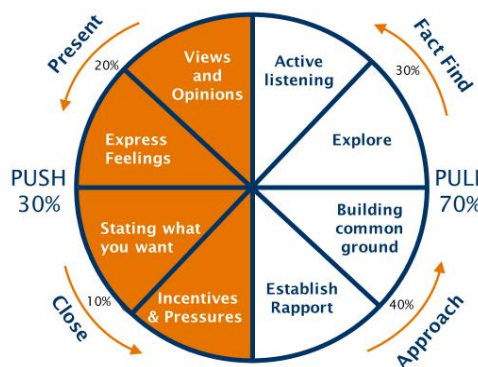 Present
20%
Views
and
Opinions
Active
listening
30%
Fact Find
Express
Feelings
Explore
PUSH
30%
PULL
70%
Stating what
you want
Building
common
ground
Close
10%
Incentives
& Pressures
Establish
Rapport
40%
Approach